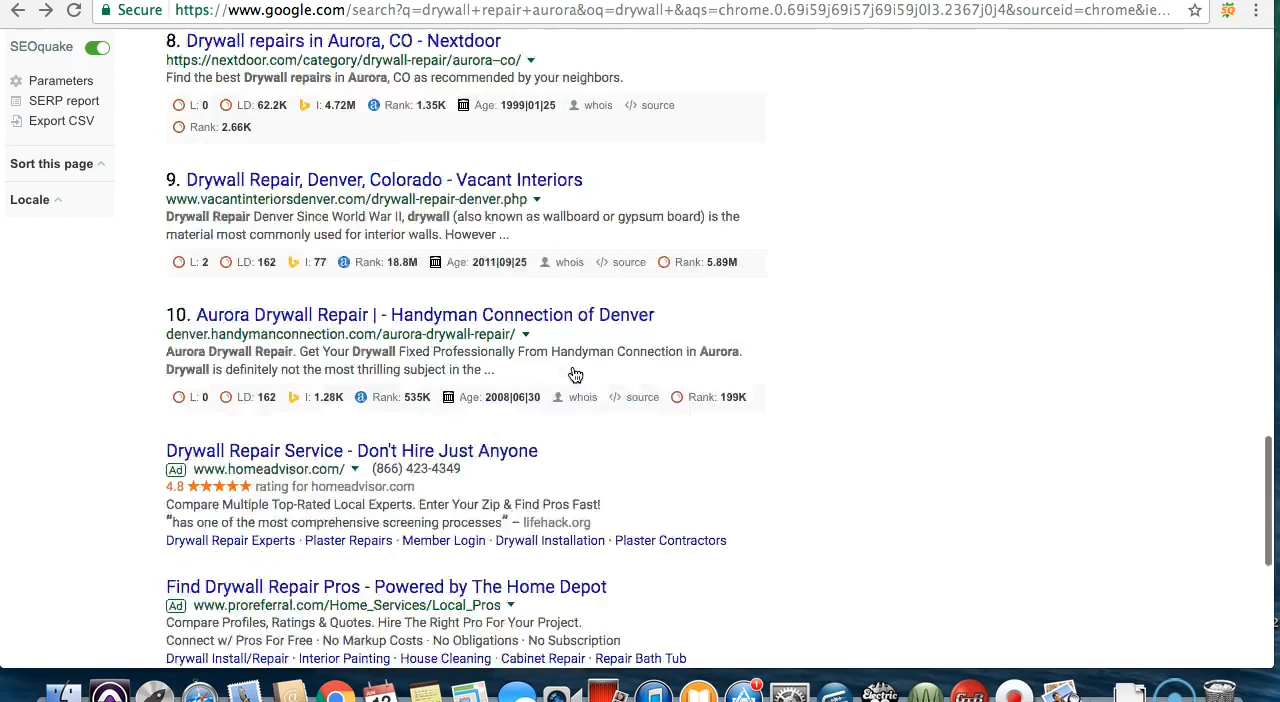 Secure https://www.google.com/search?q=drywall+repair+aurora&oq=drywall+&aqs=chrome.0.69l59j69i57j69i59j0l3.2367j0j4&sourceid=chrome&ie...
SEOquake
Parameters
SERP report
Export CSV
Sort this page
Locale
8. Drywall repairs in Aurora, CO - Nextdoor
https://nextdoor.com/category/drywall-repair/aurora--co/
Find the best Drywall repairs in Aurora, CO as recommended by your neighbors.
L: 0 LD: 62.2K I: 4.72M Rank: 1.35K Age: 1999|01|25 whois source
Rank: 2.66K
9. Drywall Repair, Denver, Colorado - Vacant Interiors
www.vacantinteriorsdenver.com/drywall-repair-denver.php
Drywall Repair Denver Since World War II, drywall (also known as wallboard or gypsum board) is the
material most commonly used for interior walls. However ...
L: 2 LD: 162 I: 77 Rank: 18.8M Age: 2011|09|25 whois source Rank: 5.89M
10. Aurora Drywall Repair | - Handyman Connection of Denver
denver.handymanconnection.com/aurora-drywall-repair/
Aurora Drywall Repair. Get Your Drywall Fixed Professionally From Handyman Connection in Aurora.
Drywall is definitely not the most thrilling subject in the ...
L: 0 LD: 162 I: 1.28K Rank: 535K Age: 2008|06|30 whois source Rank: 199K
Drywall Repair Service - Don't Hire Just Anyone
Ad www.homeadvisor.com/ (866) 423-4349
4.8 ★★★★★ rating for homeadvisor.com
Compare Multiple Top-Rated Local Experts. Enter Your Zip & Find Pros Fast!
"has one of the most comprehensive screening processes" – lifehack.org
Drywall Repair Experts · Plaster Repairs · Member Login · Drywall Installation · Plaster Contractors
Find Drywall Repair Pros - Powered by The Home Depot
Ad www.proreferral.com/Home_Services/Local_Pros
Compare Profiles, Ratings & Quotes. Hire The Right Pro For Your Project.
Connect w/ Pros For Free · No Markup Costs · No Obligations · No Subscription
Drywall Install/Repair · Interior Painting · House Cleaning · Cabinet Repair · Repair Bath Tub